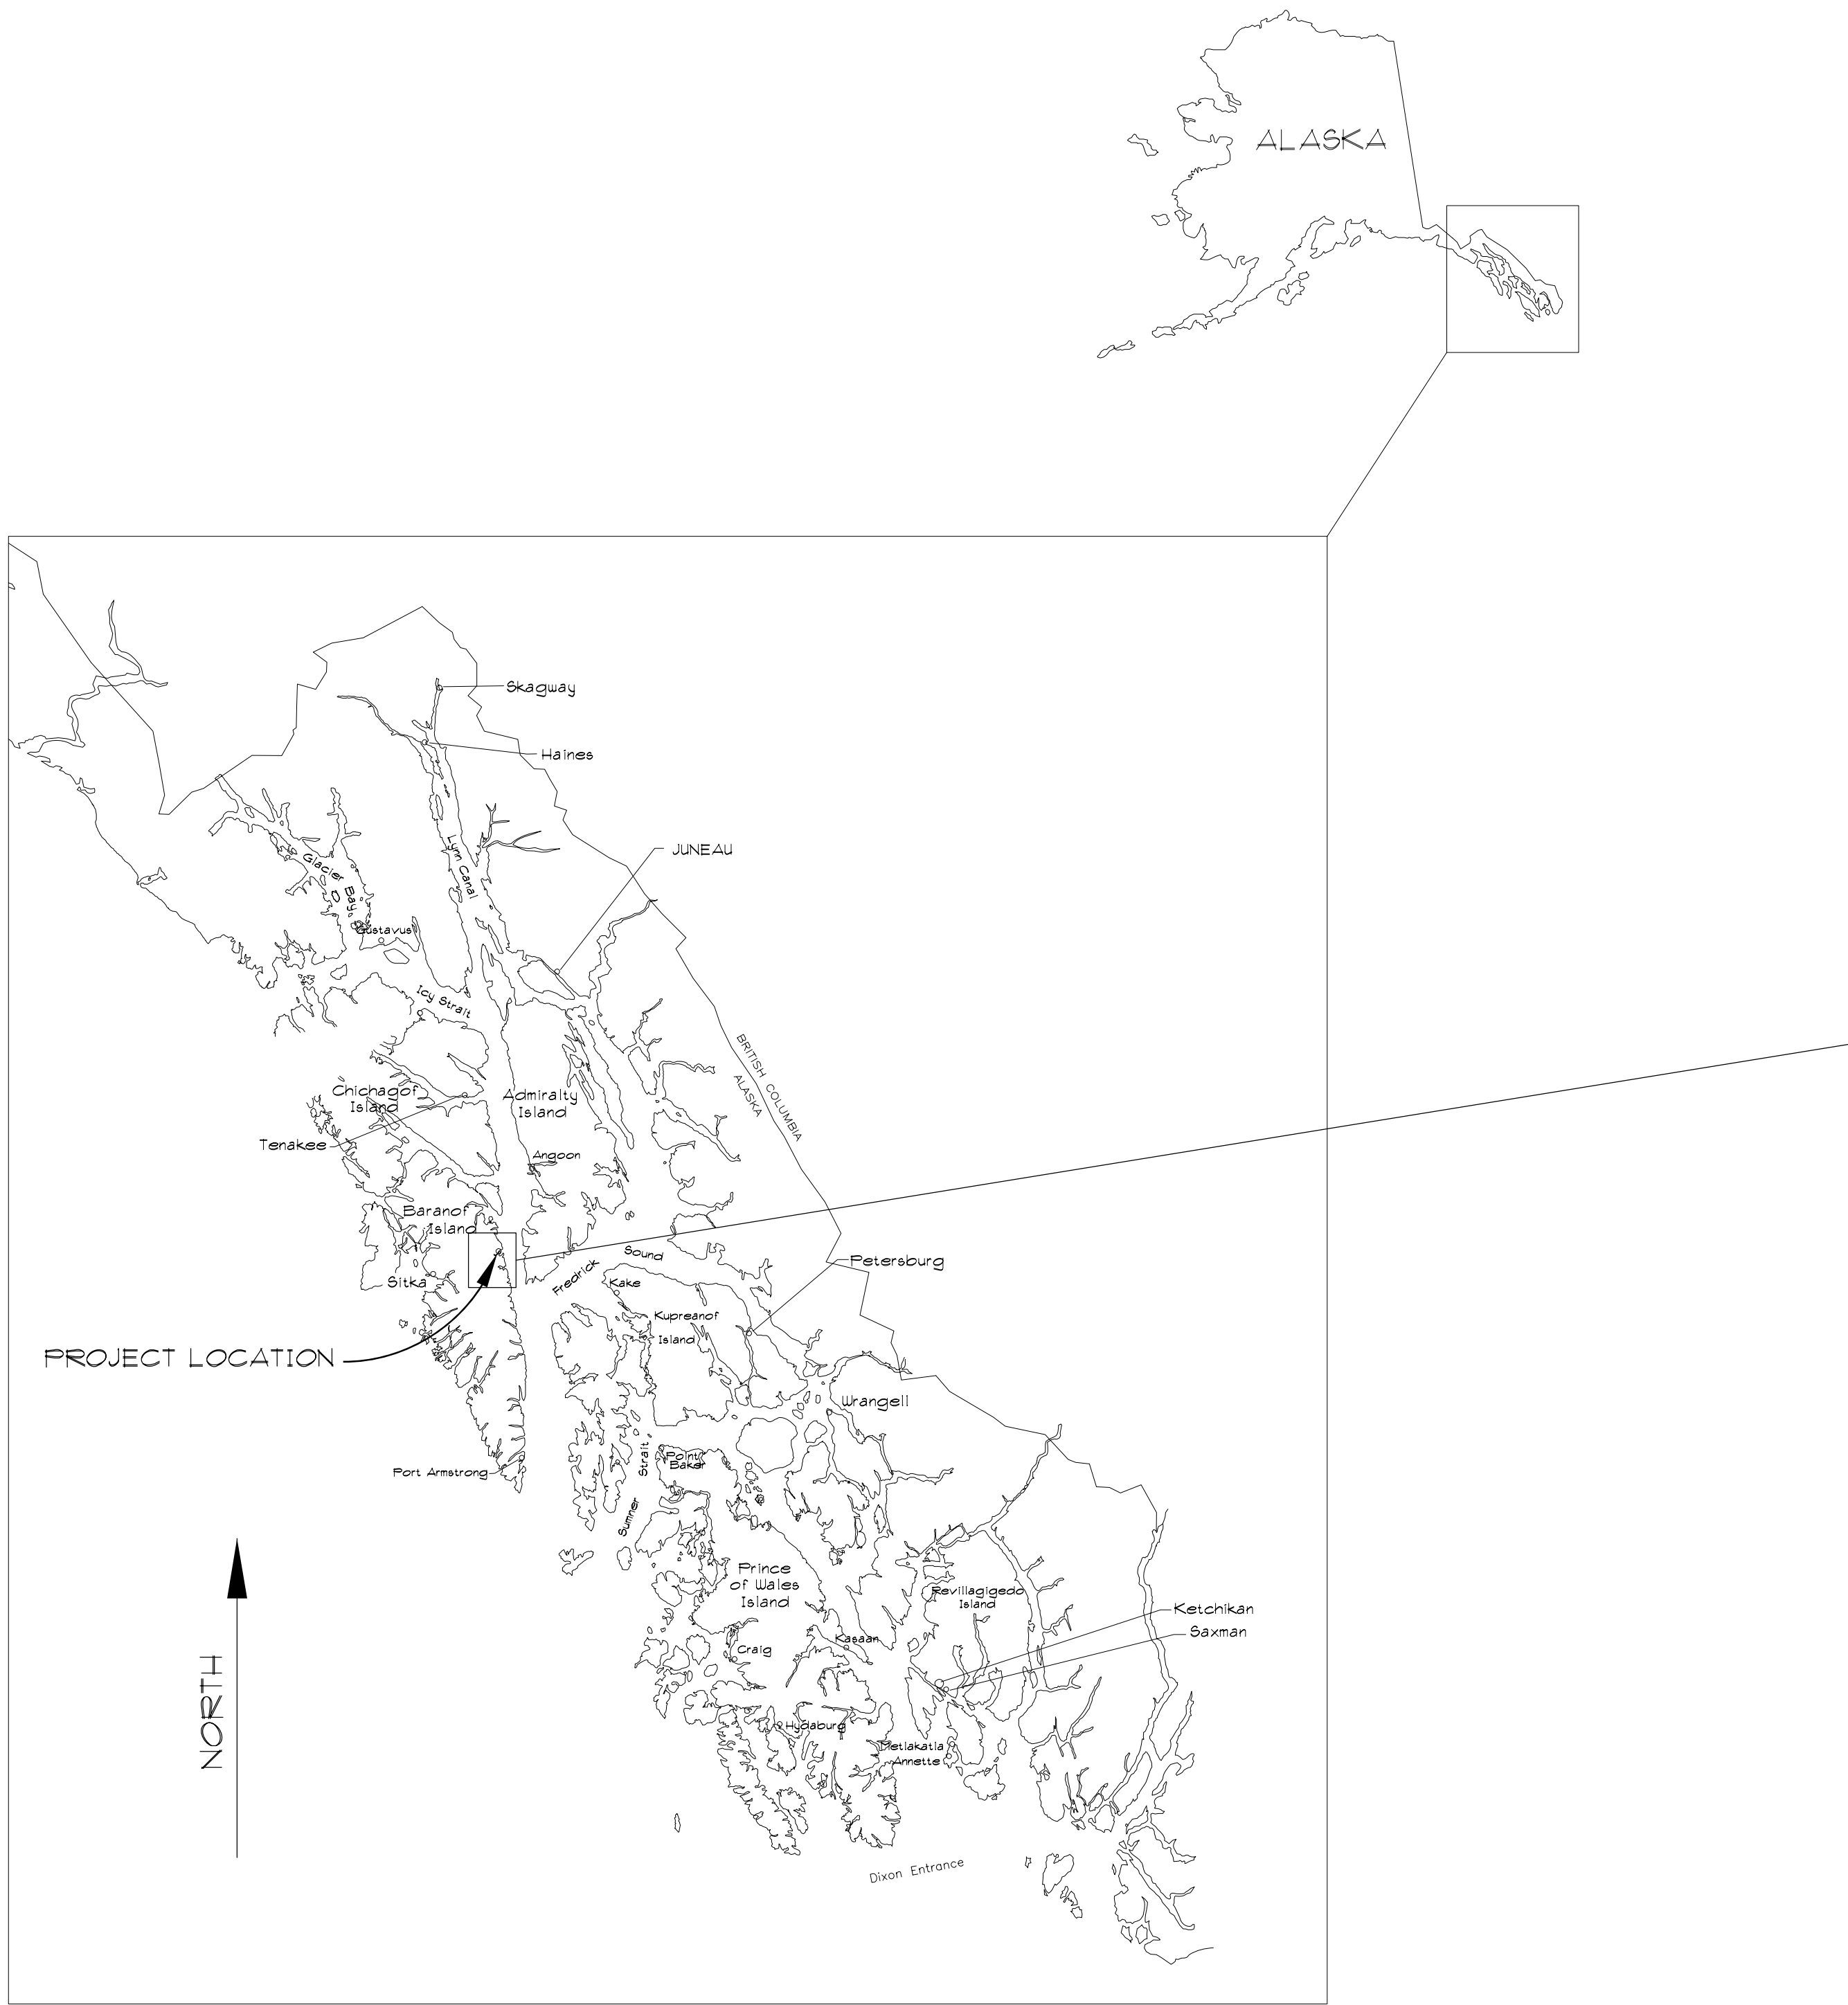 ALASKA
Skagway
Haines
JUNEAU
Lynn Canal
Glacier Bay
Gustavus
Icy Strait
BRITISH COLUMBIA
ALASKA
Chichagof
Island
Admiralty
Island
Tenakee
Angoon
Baranof
Island
Sitka
Fredrick
Sound
Petersburg
Kake
Kupreanof
Island
PROJECT LOCATION
Wrangell
Port Armstrong
Sumner
Strait
Point
Baker
Prince
of Wales
Island
Revillagigedo
Island
Ketchikan
Saxman
Kasaan
Craig
Hydaburg
Metlakatla
Annette
NORTH
Dixon Entrance